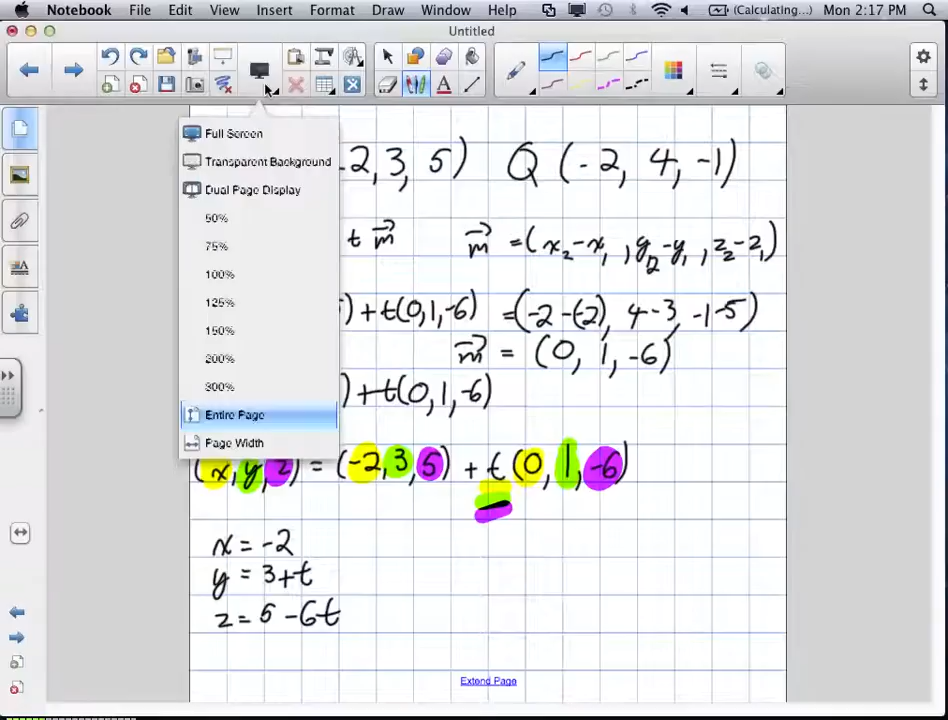 Notebook File Edit View Insert Format Draw Window Help (Calculating... Mon 2:17 PM
Untitled
Full Screen
Transparent Background
Dual Page Display
50%
75%
100%
125%
150%
200%
300%
Entire Page
Page Width
-2, 3, 5) Q (-2, 4, -1)
t m⃗ m⃗ = (x₂-x₁, y₂-y₁, z₂-z₁)
)+t(0,1,-6) =(-2-(-2), 4-3, -1-5)
m⃗ = (0, 1, -6)
)+t(0,1,-6)
(x,y,z) = (-2,3,5) + t(0,1,-6)
x = -2
y = 3+t
z = 5-6t
Extend Page